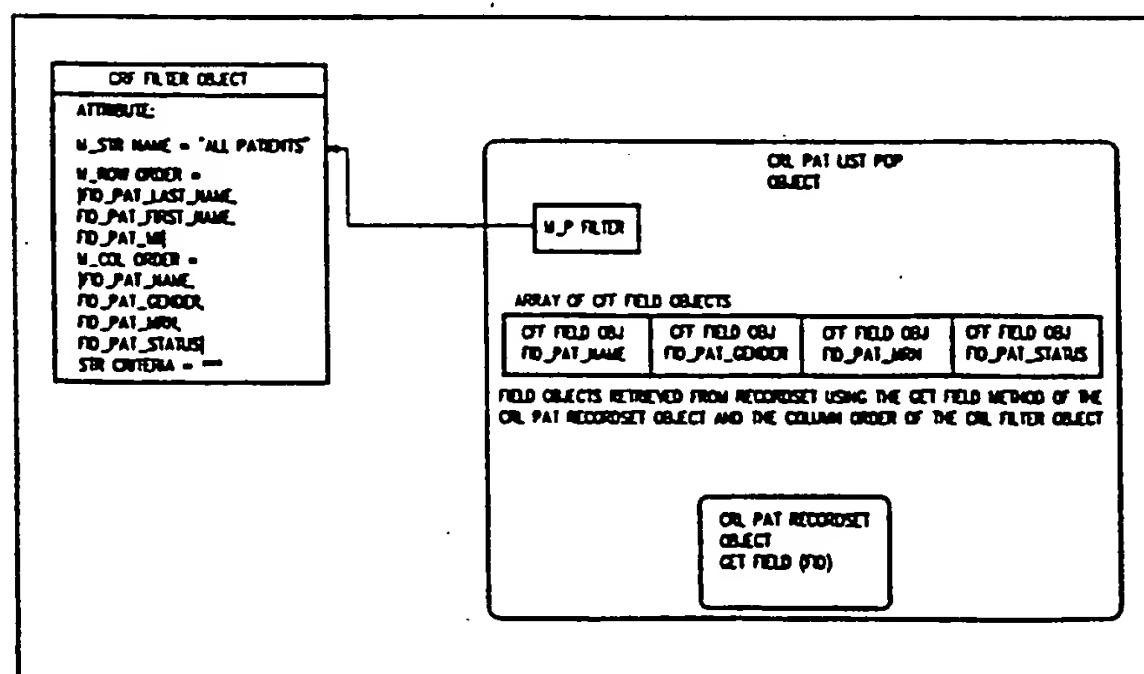 CRF FILTER OBJECT
ATTRIBUTE:
M_STR NAME = "ALL PATIENTS"
M_ROW ORDER =
}FID_PAT_LAST_NAME,
FID_PAT_FIRST_NAME,
FID_PAT_MI{
M_COL ORDER =
}FID_PAT_NAME,
FID_PAT_GENDER,
FID_PAT_MRN,
FID_PAT_STATUS{
STR CRITERIA = ""
CRL PAT LIST POP
OBJECT
M_P FILTER
ARRAY OF CFT FIELD OBJECTS
CFT FIELD OBJ
FID_PAT_NAME
CFT FIELD OBJ
FID_PAT_GENDER
CFT FIELD OBJ
FID_PAT_MRN
CFT FIELD OBJ
FID_PAT_STATUS
FIELD OBJECTS RETRIEVED FROM RECORDSET USING THE GET FIELD METHOD OF THE
CRL PAT RECORDSET OBJECT AND THE COLUMN ORDER OF THE CRL FILTER OBJECT
CRL PAT RECORDSET
OBJECT
GET FIELD (FID)